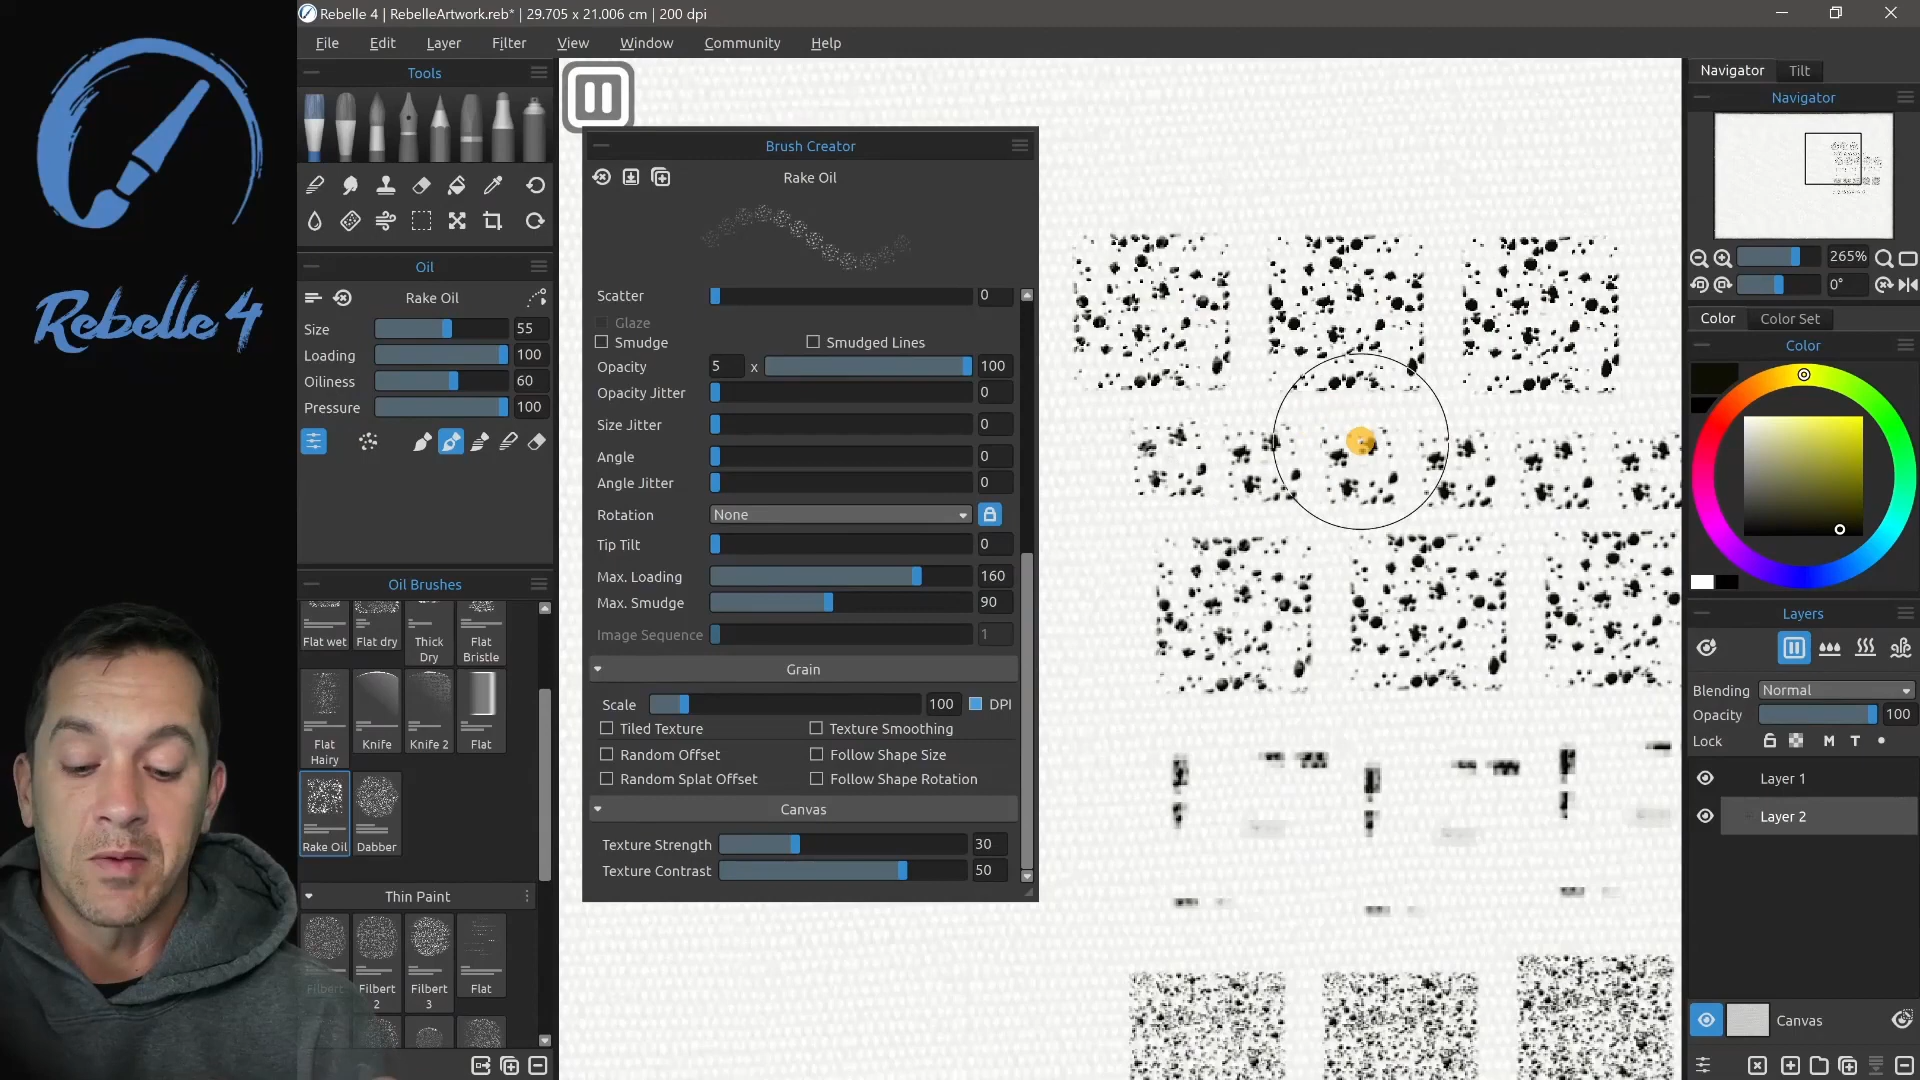 Rebelle 4 | RebelleArtwork.reb* | 29.705 x 21.006 cm | 200 dpi
File Edit Layer Filter View Window Community Help
Rebelle 4
Tools
Oil
Rake Oil
Size 55
Loading 100
Oiliness 60
Pressure 100
Oil Brushes
Flat wet Flat dry Thick Dry Flat Bristle
Flat Hairy Knife Knife 2 Flat
Rake Oil Dabber
Thin Paint
Filbert Filbert 2 Filbert 3 Flat
Brush Creator
Rake Oil
Scatter 0
Glaze
Smudge Smudged Lines
Opacity 5 x 100
Opacity Jitter 0
Size Jitter 0
Angle 0
Angle Jitter 0
Rotation None
Tip Tilt 0
Max. Loading 160
Max. Smudge 90
Image Sequence 1
Grain
Scale 100 DPI
Tiled Texture Texture Smoothing
Random Offset Follow Shape Size
Random Splat Offset Follow Shape Rotation
Canvas
Texture Strength 30
Texture Contrast 50
Navigator Tilt
Navigator
265%
0°
Color Color Set
Color
Layers
Blending Normal
Opacity 100
Lock M T
Layer 1
Layer 2
Canvas